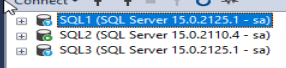 Connect
SQL1 (SQL Server 15.0.2125.1 - sa)
SQL2 (SQL Server 15.0.2110.4 - sa)
SQL3 (SQL Server 15.0.2125.1 - sa)